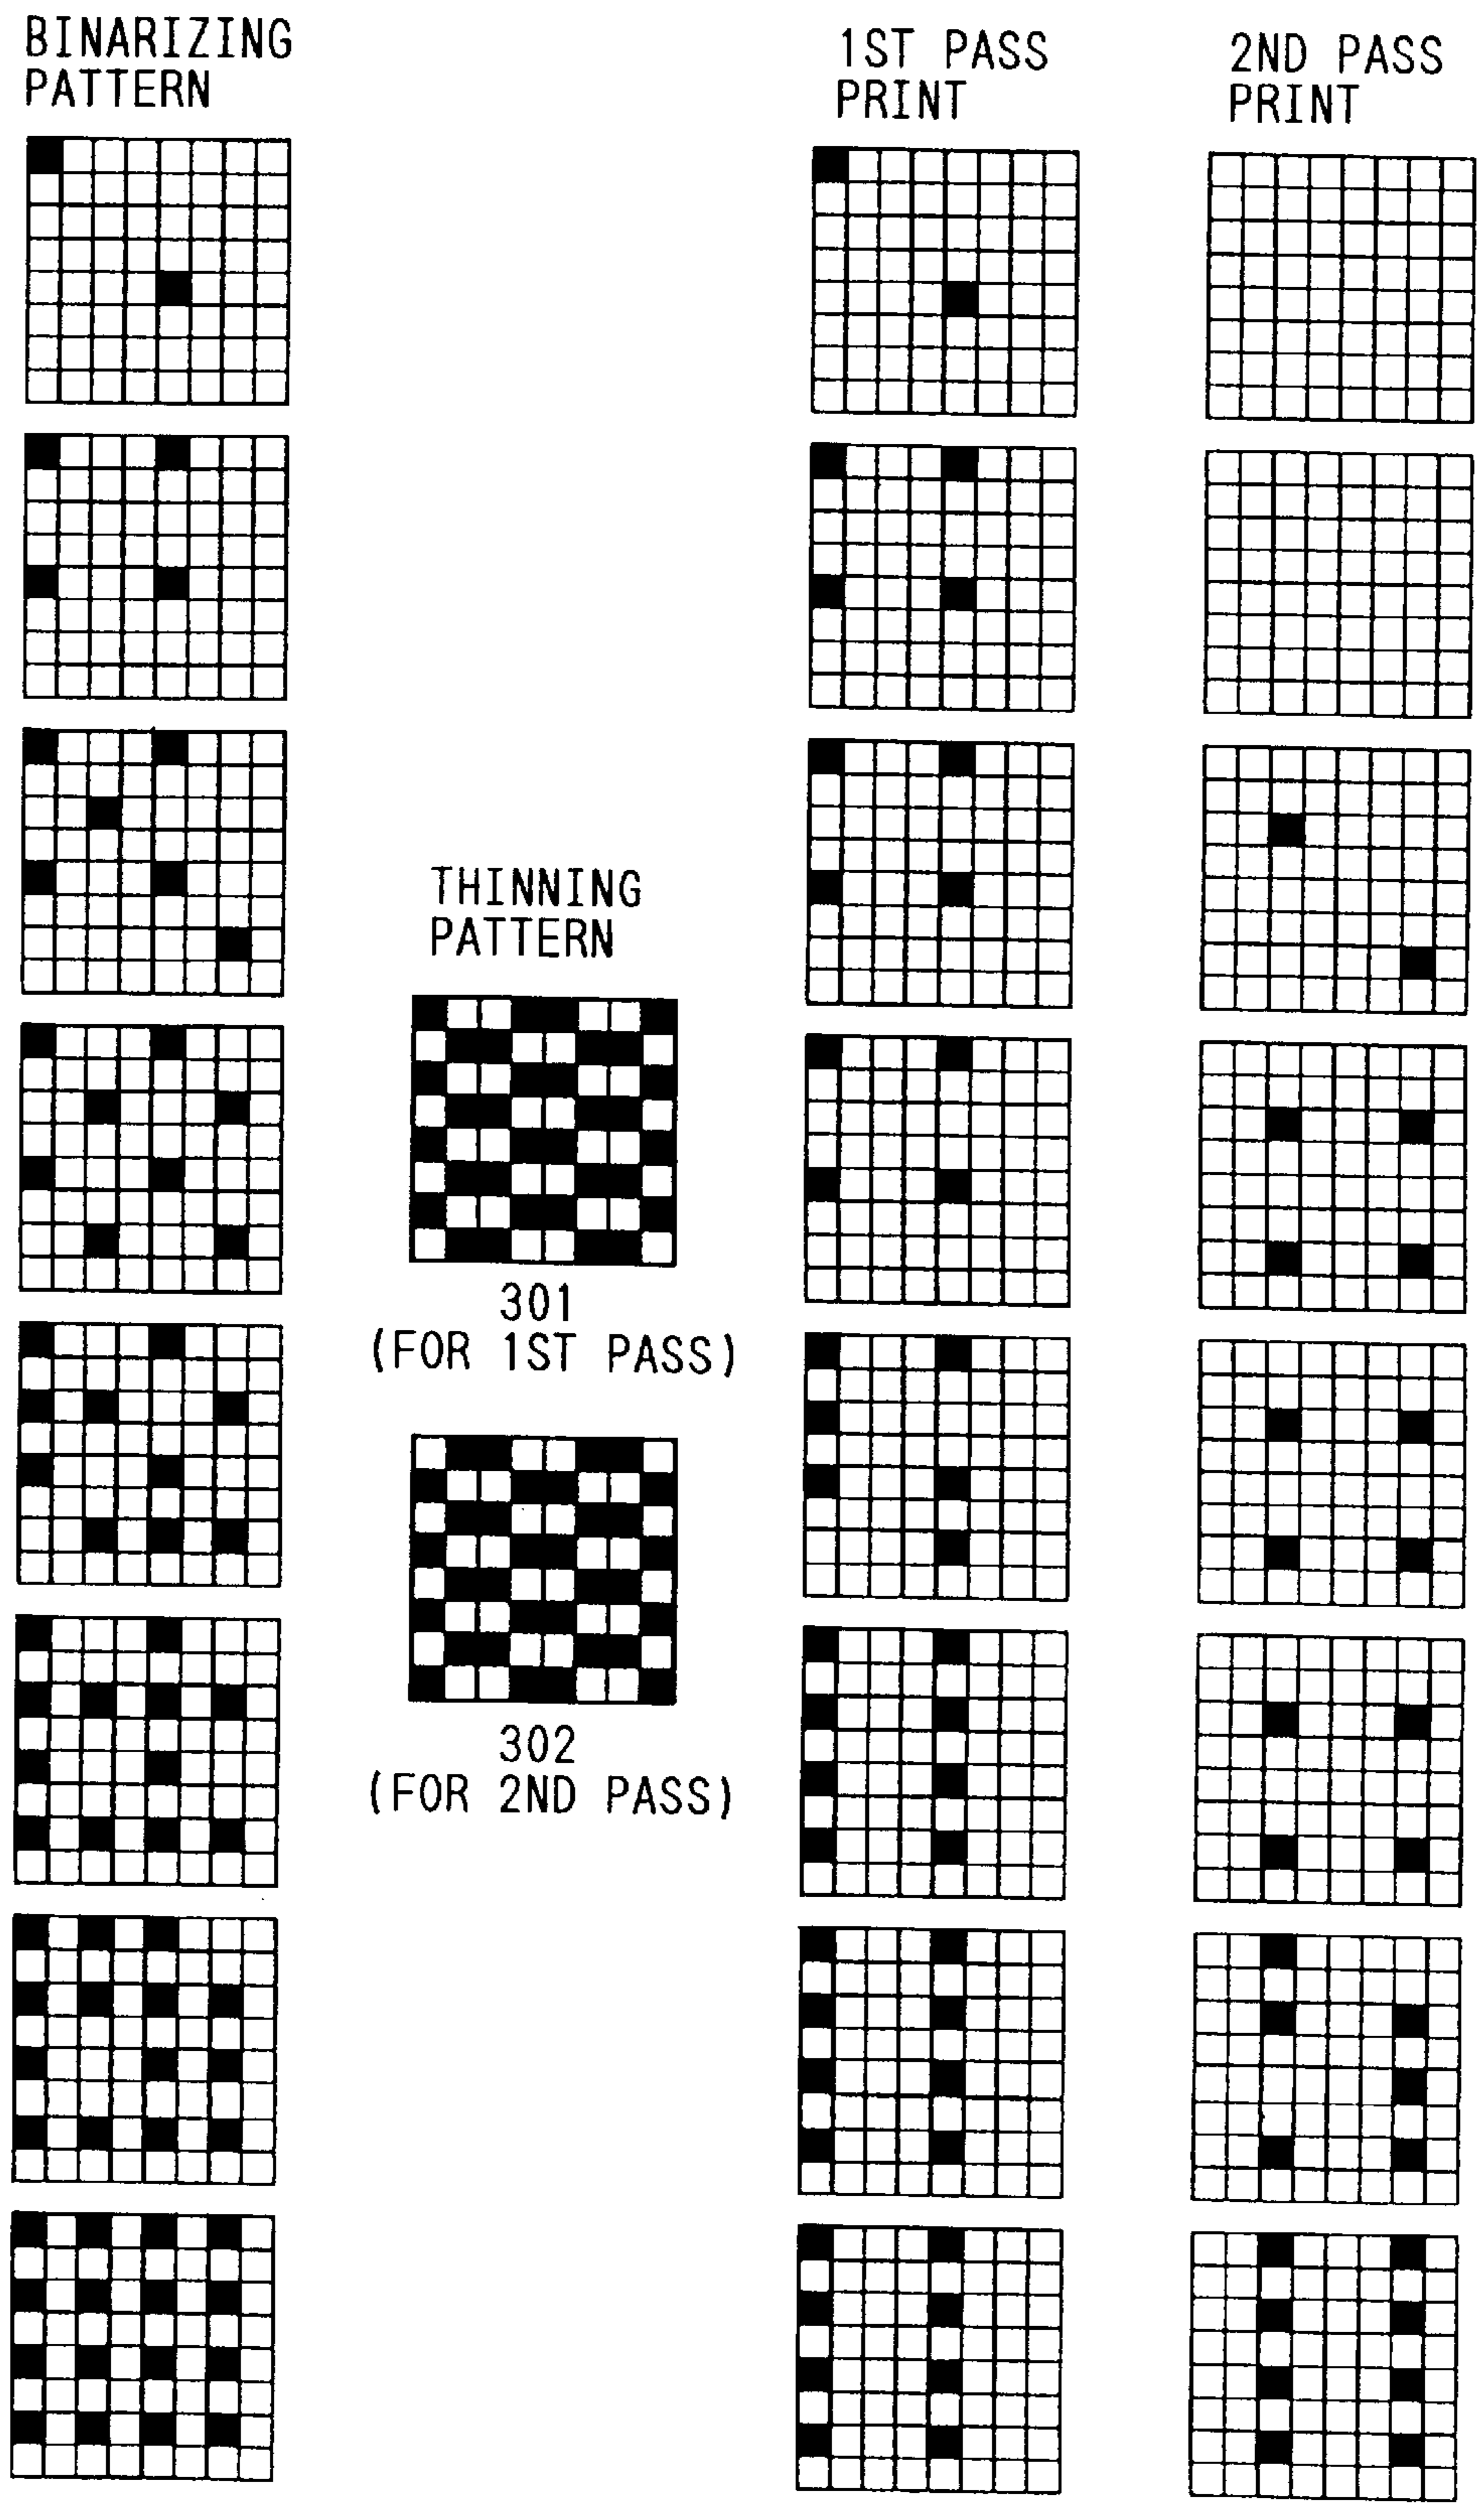 BINARIZING
PATTERN
1ST PASS
PRINT
2ND PASS
PRINT
THINNING
PATTERN
301
(FOR 1ST PASS)
302
(FOR 2ND PASS)